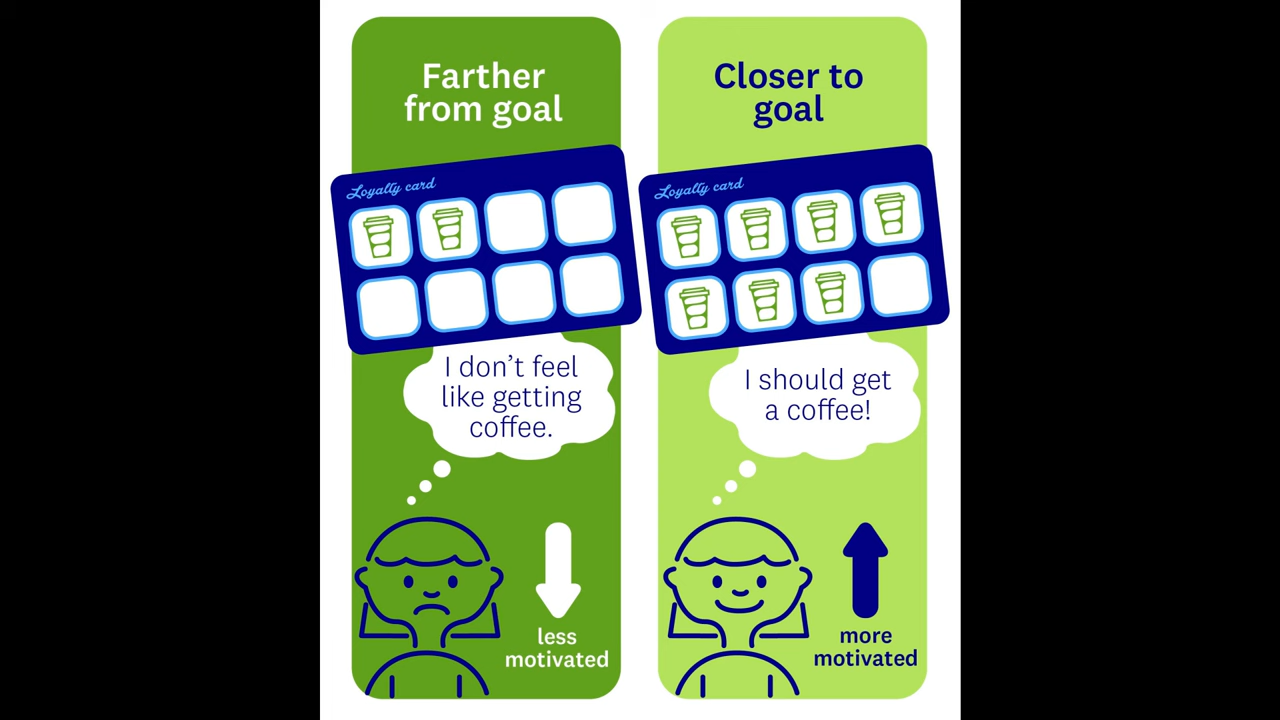 Farther
from goal
Loyalty card
I don't feel
like getting
coffee.
less
motivated
Closer to
goal
Loyalty card
I should get
a coffee!
more
motivated